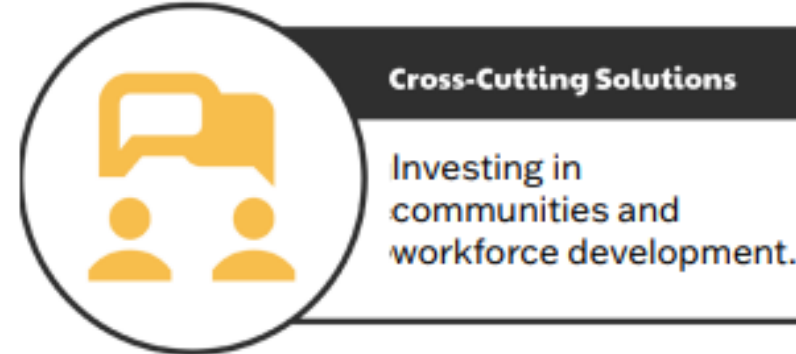 Cross-Cutting Solutions
Investing in
communities and
workforce development.